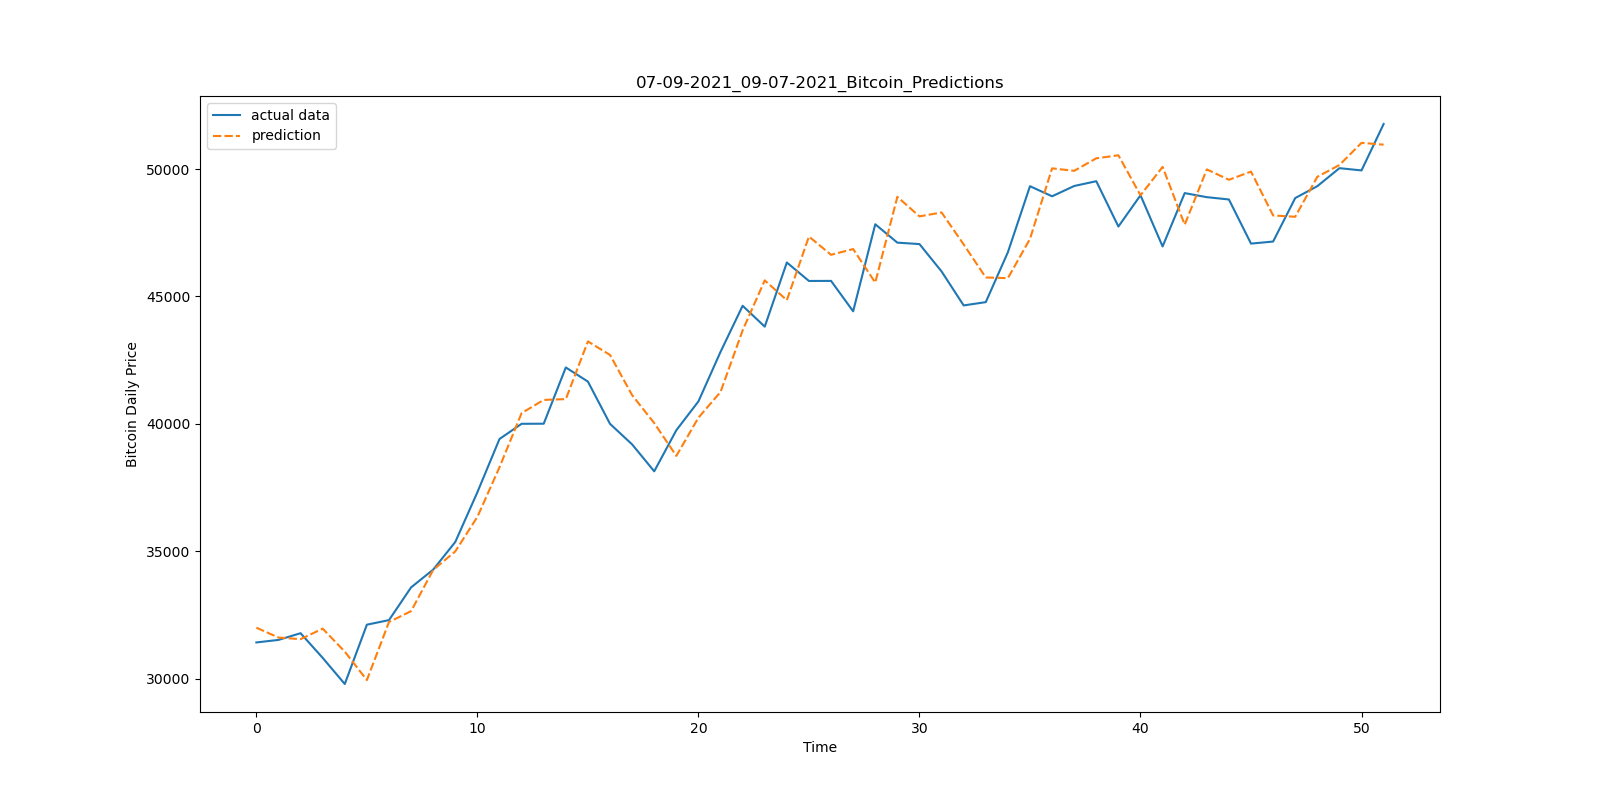 07-09-2021_09-07-2021_Bitcoin_Predictions
actual data
prediction
50000
45000
40000
35000
30000
Bitcoin Daily Price
0 10 20 30 40 50
Time